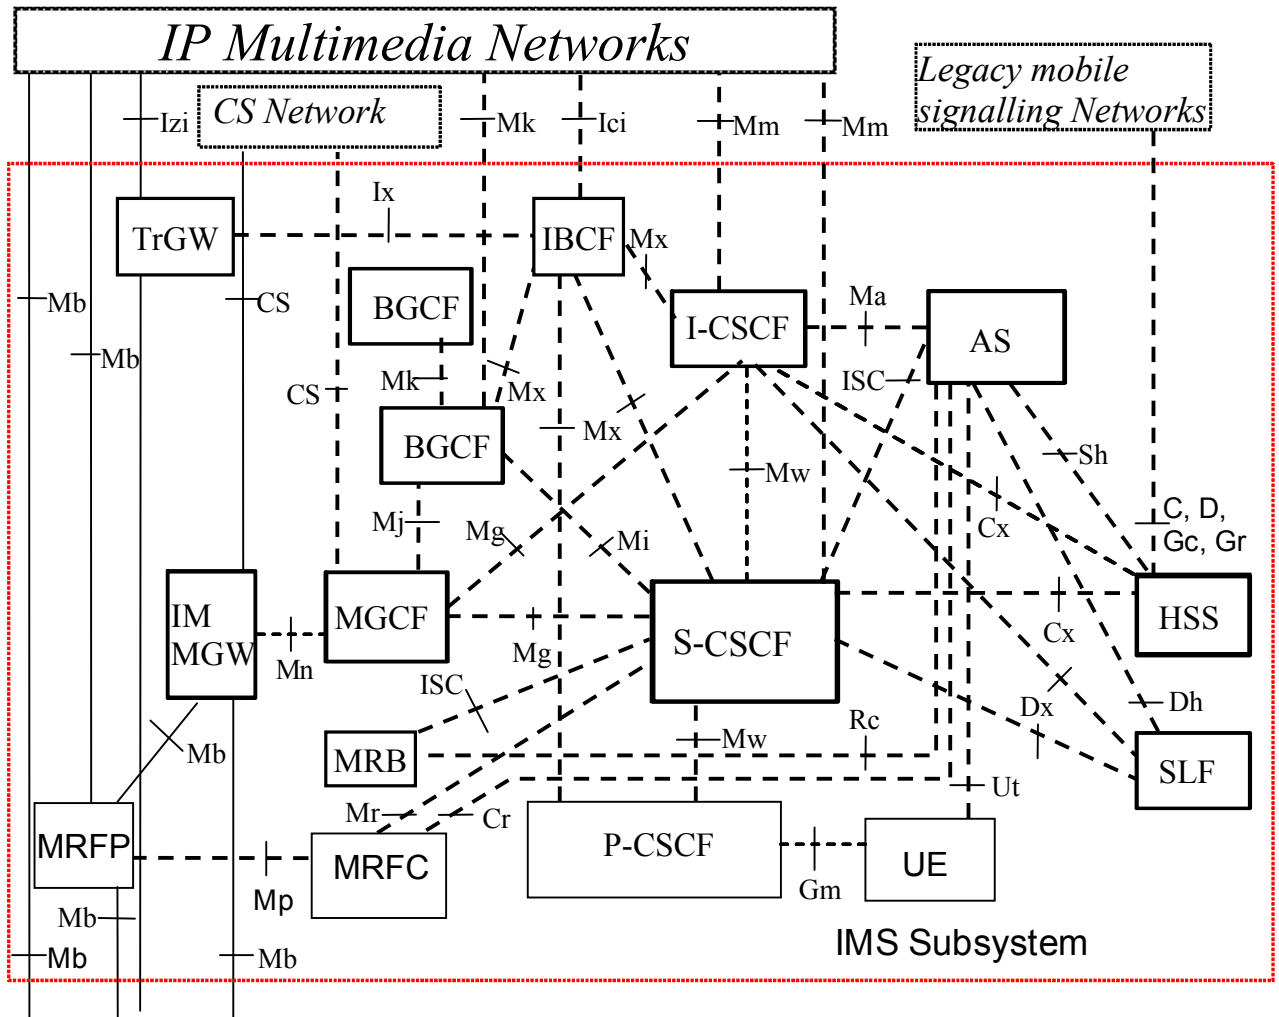 IP Multimedia Networks
Legacy mobile
signalling Networks
CS Network
Izi
Mk
Ici
Mm
Mm
Ix
TrGW
IBCF
Mx
Mb
CS
BGCF
I-CSCF
Ma
AS
Mb
Mk
Mx
ISC
CS
Mx
BGCF
Mw
Sh
Mj
Mg
Mi
Cx
C, D,
Gc, Gr
IM
MGW
MGCF
S-CSCF
HSS
Mn
Mg
Cx
ISC
Mb
MRB
Mw
Rc
Dx
Dh
SLF
Mr
Cr
Ut
MRFP
MRFC
P-CSCF
UE
Mp
Gm
Mb
Mb
Mb
IMS Subsystem